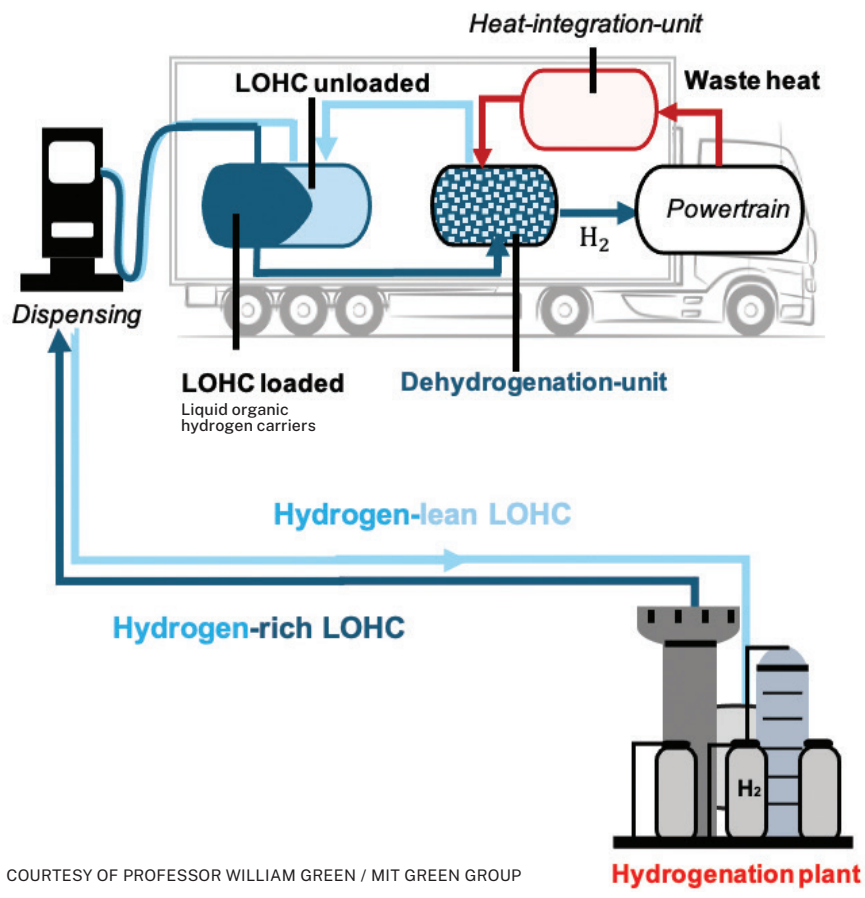 Heat-integration-unit
LOHC unloaded
Waste heat
Powertrain
H₂
Dispensing
LOHC loaded
Liquid organic
hydrogen carriers
Dehydrogenation-unit
Hydrogen-lean LOHC
Hydrogen-rich LOHC
H₂
COURTESY OF PROFESSOR WILLIAM GREEN / MIT GREEN GROUP
Hydrogenation plant